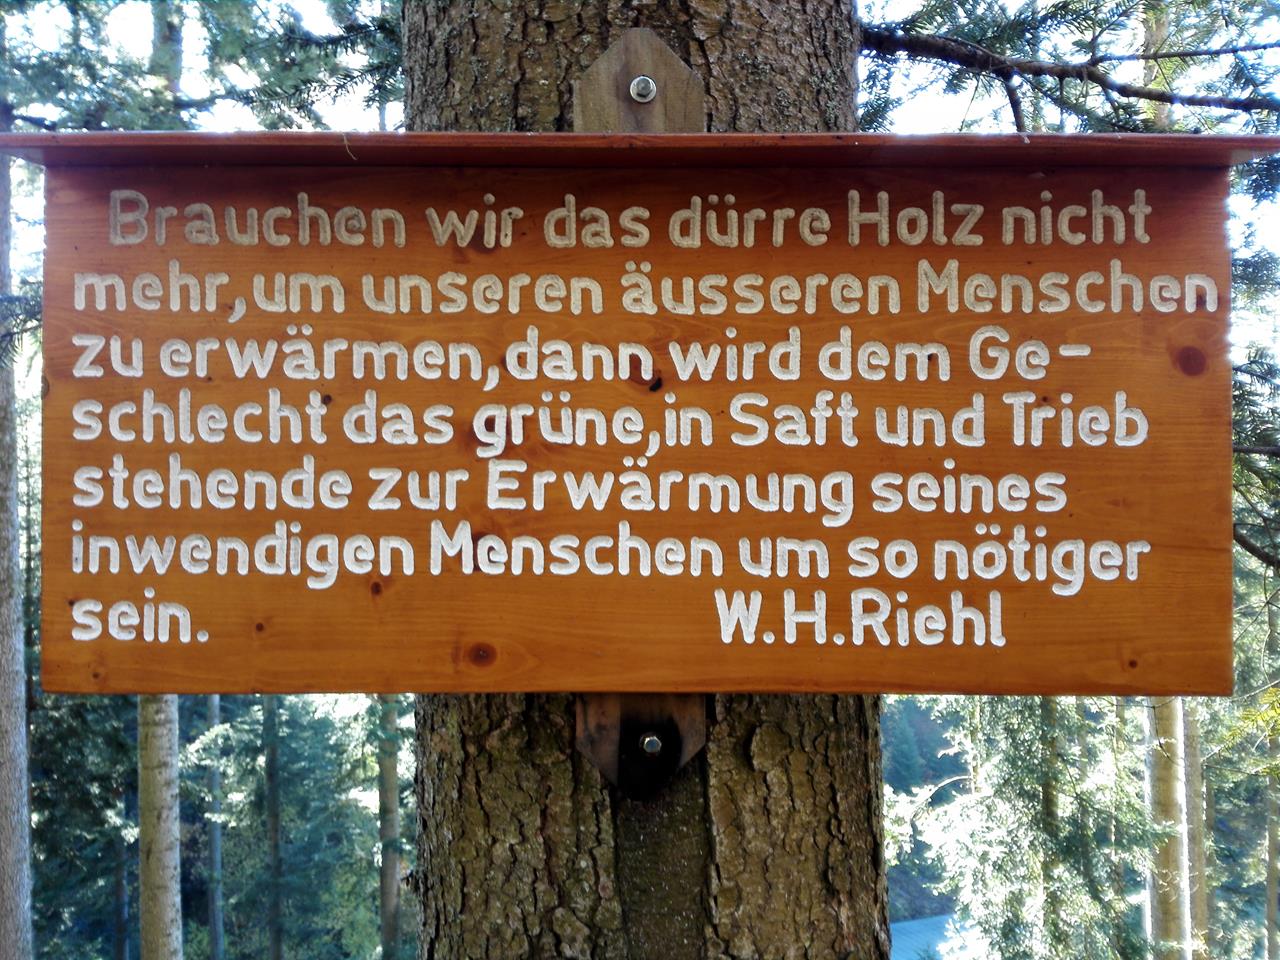 Brauchen wir das dürre Holz nicht
mehr, um unseren äusseren Menschen
zu erwärmen, dann wird dem Ge-
schlecht das grüne, in Saft und Trieb
stehende zur Erwärmung seines
inwendigen Menschen um so nötiger
sein. W. H. Riehl